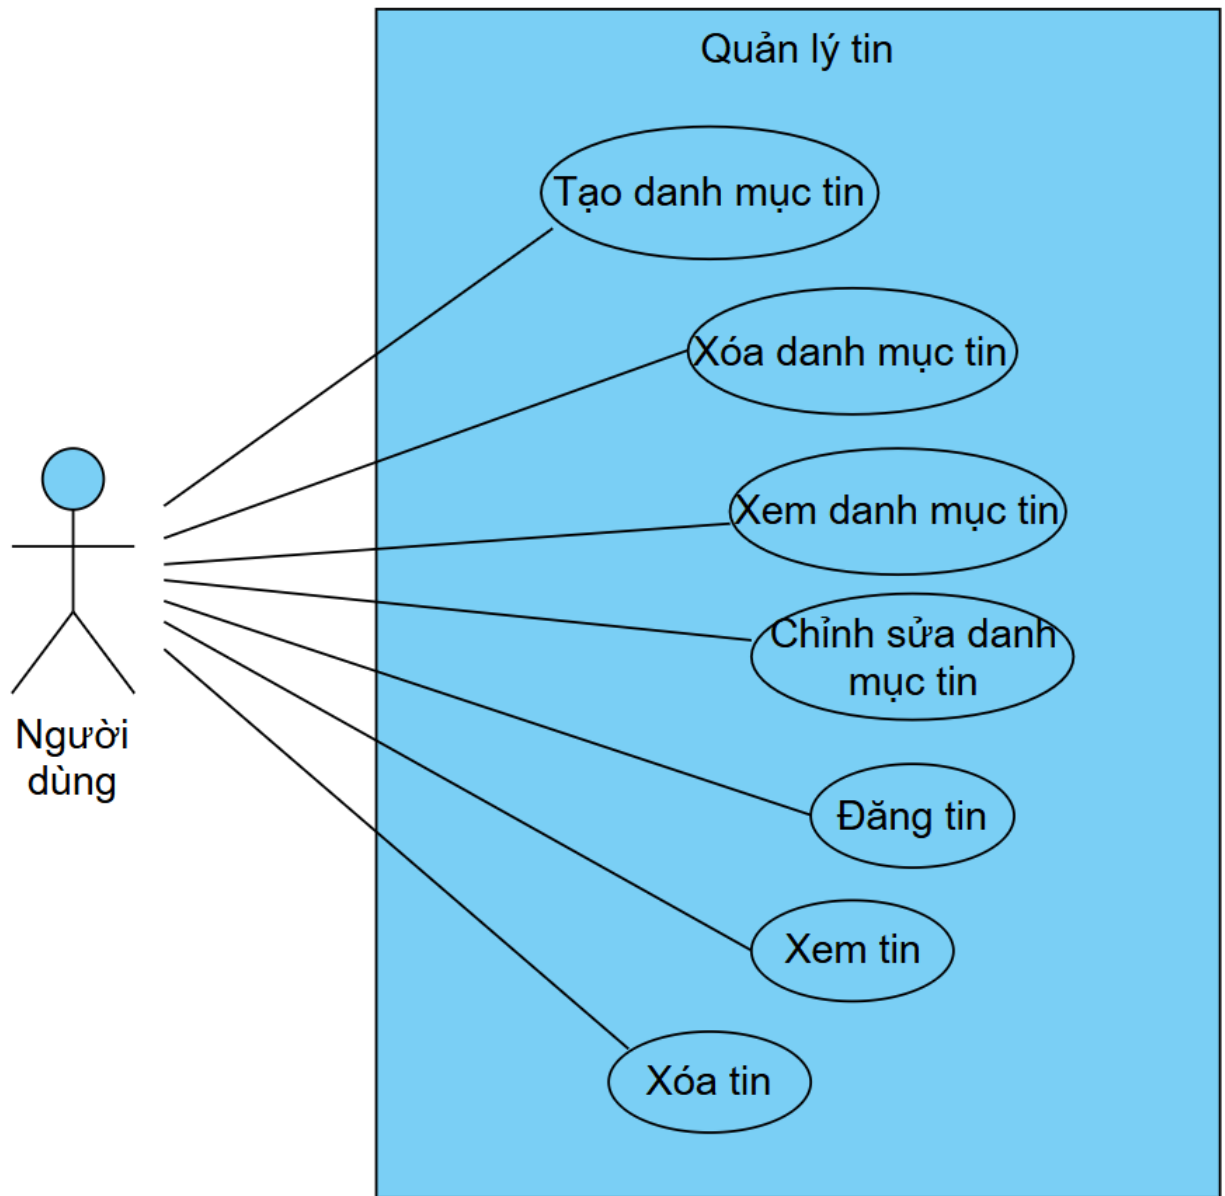 Quản lý tin
Tạo danh mục tin
Xóa danh mục tin
Xem danh mục tin
Chỉnh sửa danh
mục tin
Người
dùng
Đăng tin
Xem tin
Xóa tin